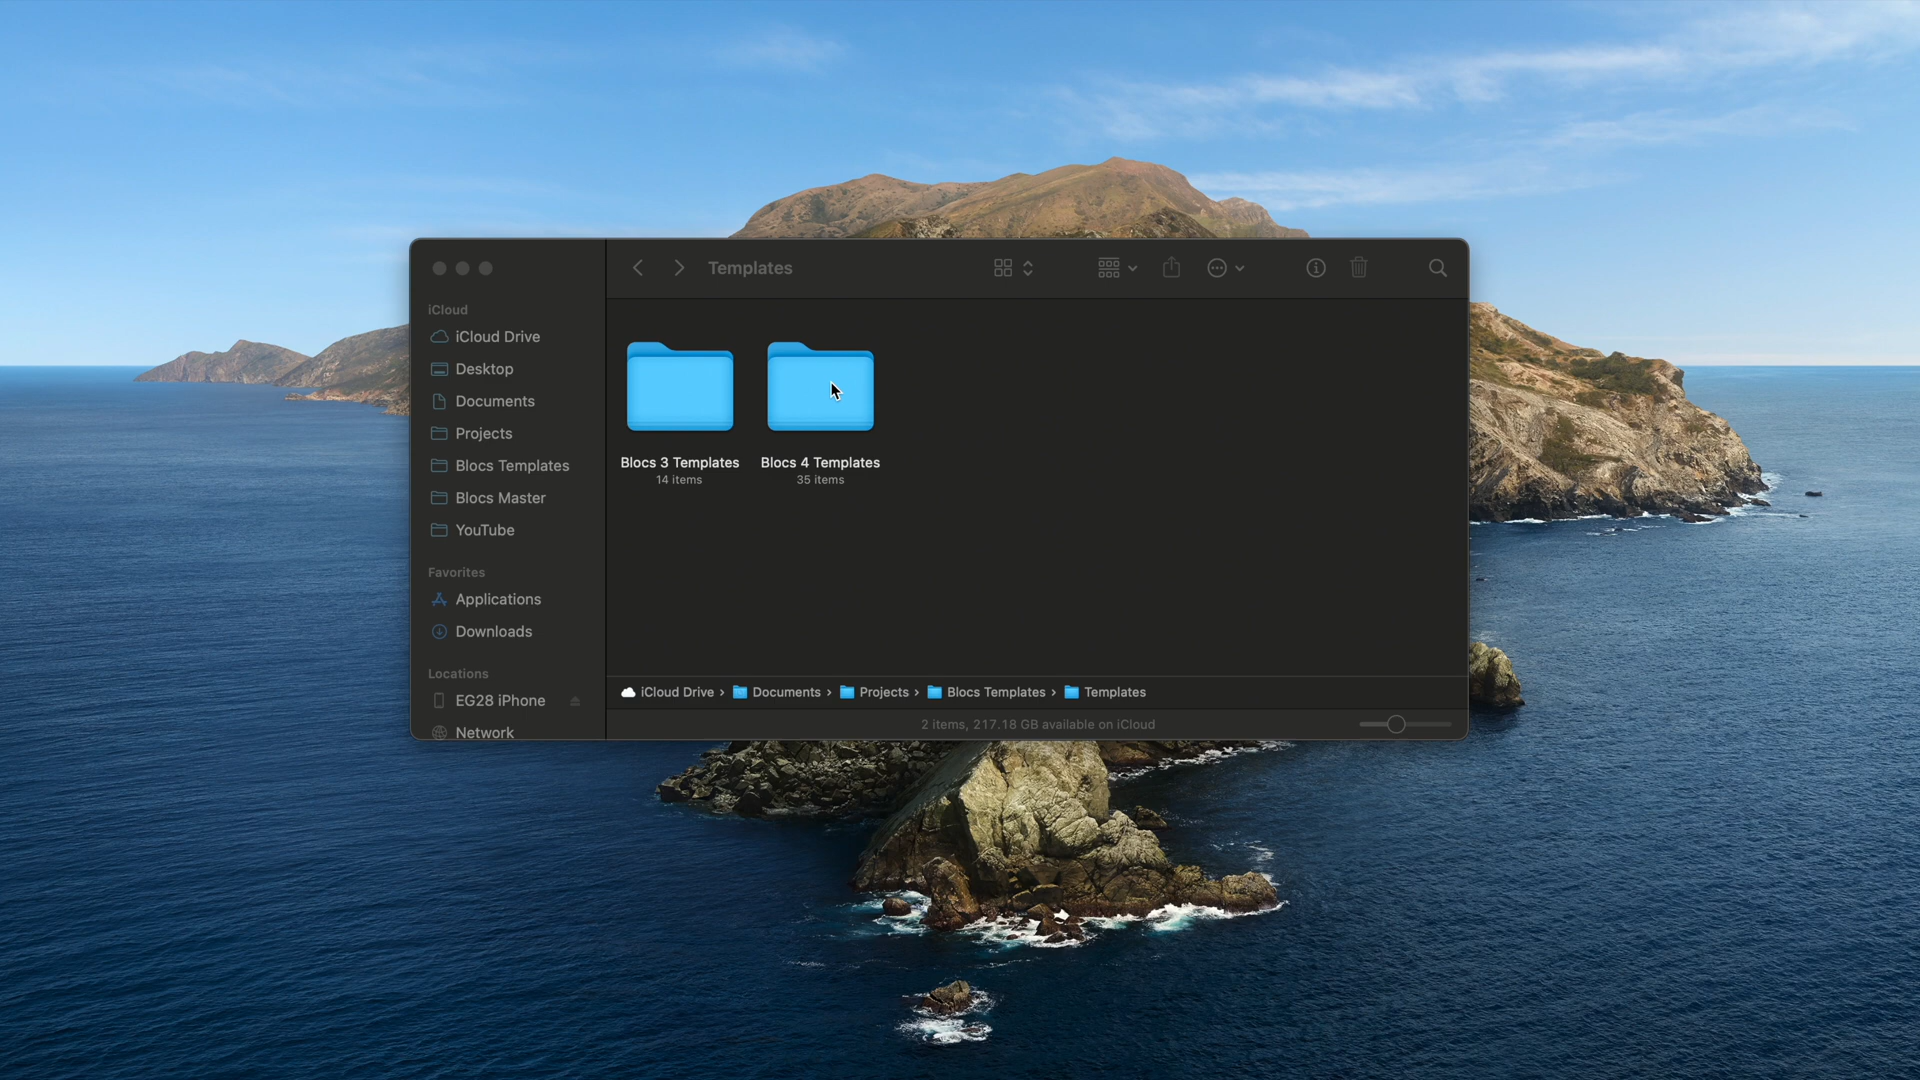 Templates
iCloud
iCloud Drive
Desktop
Documents
Projects
Blocs Templates
Blocs Master
YouTube
Favorites
Applications
Downloads
Locations
EG28 iPhone
Network
Blocs 3 Templates
14 items
Blocs 4 Templates
35 items
iCloud Drive › Documents › Projects › Blocs Templates › Templates
2 items, 217.18 GB available on iCloud